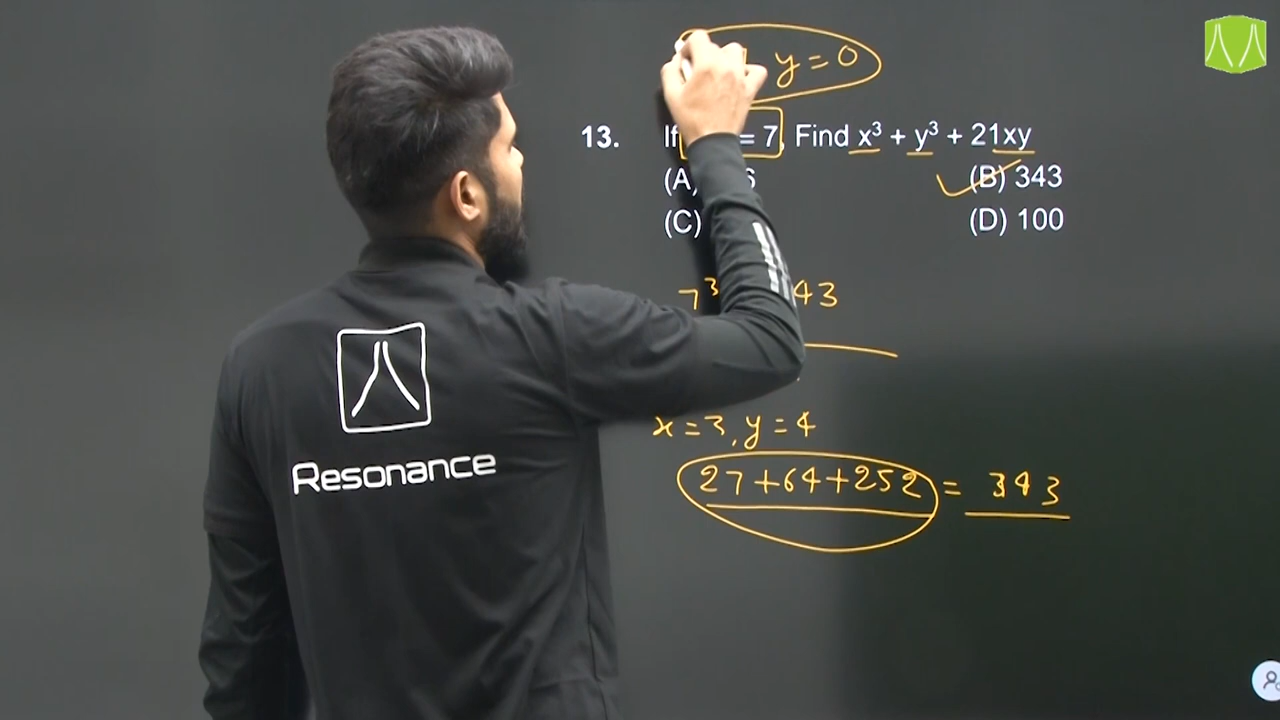 y = 0
13. If = 7, Find x³ + y³ + 21xy
(A) 6 (B) 343
(C) (D) 100
7³ 43
x = 3, y = 4
27 + 64 + 252 = 343
Resonance